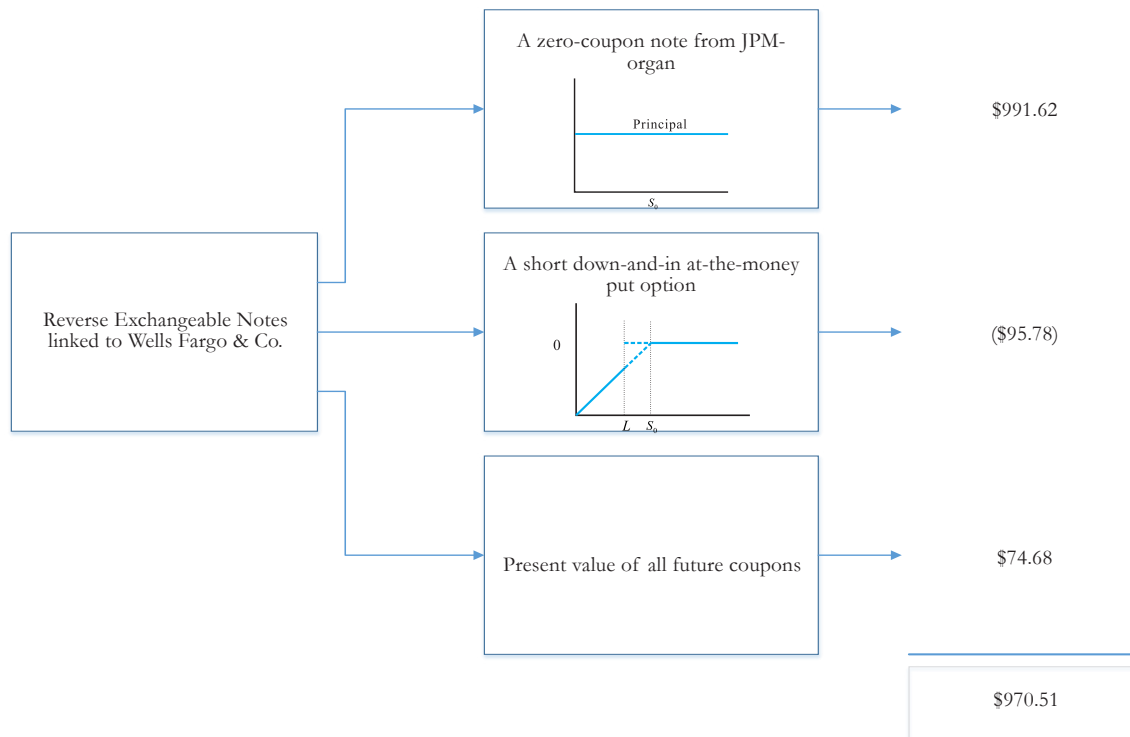 A zero-coupon note from JPM-
organ
Principal
S₀
$991.62
Reverse Exchangeable Notes
linked to Wells Fargo & Co.
A short down-and-in at-the-money
put option
0
L S₀
($95.78)
Present value of all future coupons
$74.68
$970.51